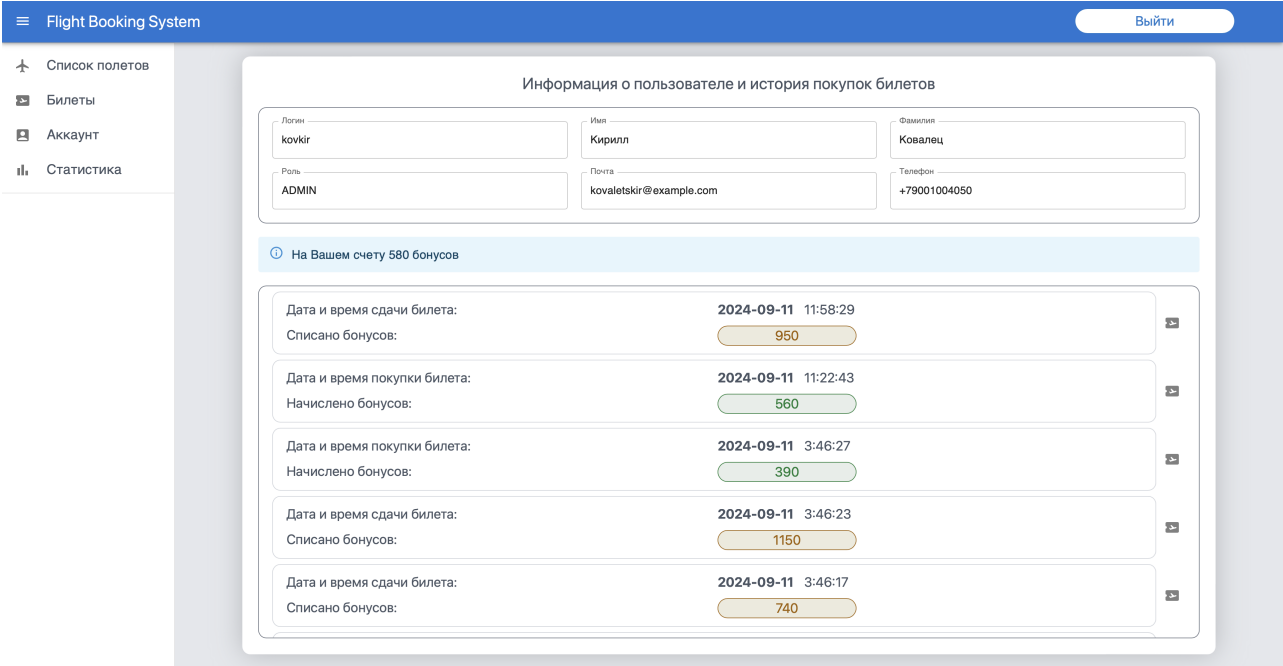 Flight Booking System
Выйти
Список полетов
Билеты
Аккаунт
Статистика
Информация о пользователе и история покупок билетов
Логин
kovkir
Имя
Кирилл
Фамилия
Ковалец
Роль
ADMIN
Почта
kovaletskir@example.com
Телефон
+79001004050
На Вашем счету 580 бонусов
Дата и время сдачи билета: 2024-09-11 11:58:29
Списано бонусов: 950
Дата и время покупки билета: 2024-09-11 11:22:43
Начислено бонусов: 560
Дата и время покупки билета: 2024-09-11 3:46:27
Начислено бонусов: 390
Дата и время сдачи билета: 2024-09-11 3:46:23
Списано бонусов: 1150
Дата и время сдачи билета: 2024-09-11 3:46:17
Списано бонусов: 740